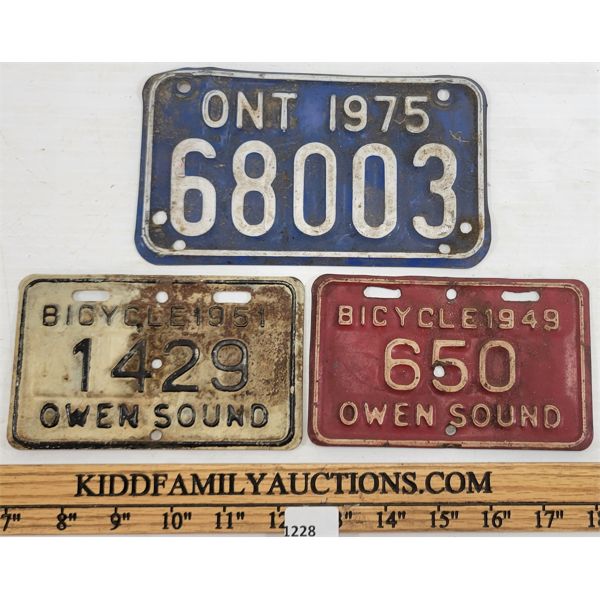 ONT 1975
68003
BICYCLE 1951
1429
OWEN SOUND
BICYCLE 1949
650
OWEN SOUND
KIDDFAMILYAUCTIONS.COM
7" 8" 9" 10" 11" 14" 15" 16" 17"
1228